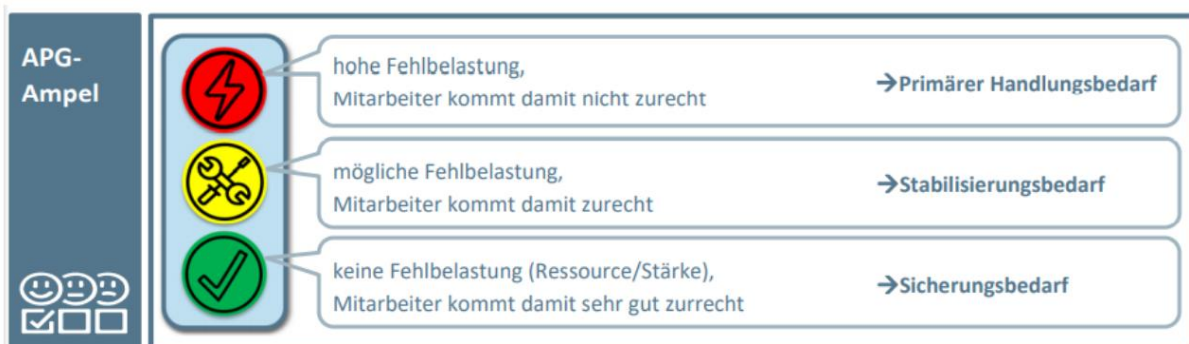 APG-
Ampel
hohe Fehlbelastung,
Mitarbeiter kommt damit nicht zurecht
→Primärer Handlungsbedarf
mögliche Fehlbelastung,
Mitarbeiter kommt damit zurecht
→Stabilisierungsbedarf
keine Fehlbelastung (Ressource/Stärke),
Mitarbeiter kommt damit sehr gut zurrecht
→Sicherungsbedarf